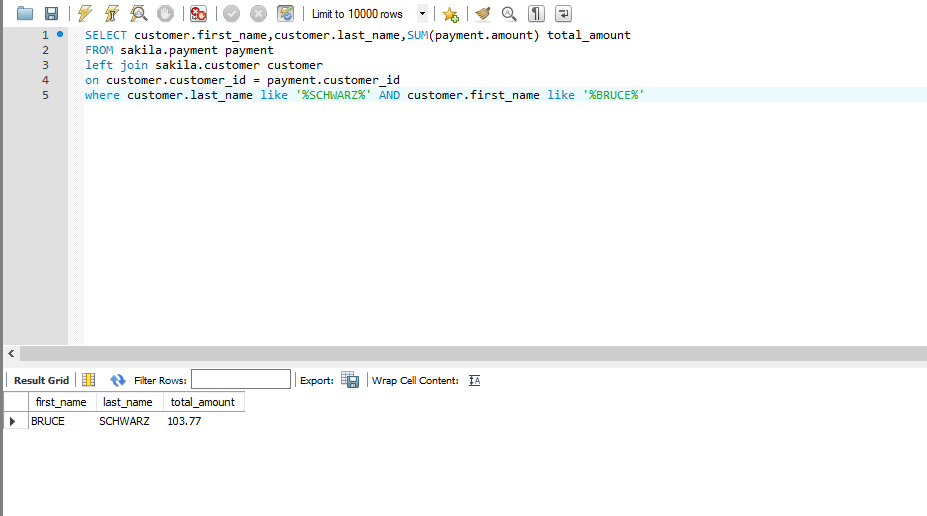 Limit to 10000 rows
1 SELECT customer.first_name,customer.last_name,SUM(payment.amount) total_amount
2 FROM sakila.payment payment
3 left join sakila.customer customer
4 on customer.customer_id = payment.customer_id
5 where customer.last_name like '%SCHWARZ%' AND customer.first_name like '%BRUCE%'
Result Grid Filter Rows: Export: Wrap Cell Content: IA
first_name last_name total_amount
BRUCE SCHWARZ 103.77